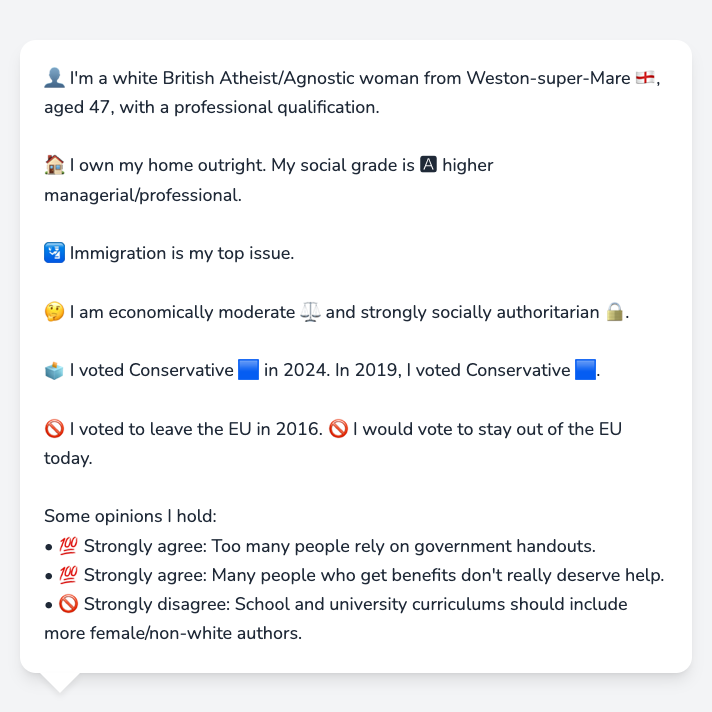 👤 I'm a white British Atheist/Agnostic woman from Weston-super-Mare 🏴󠁧󠁢󠁥󠁮󠁧󠁿,
aged 47, with a professional qualification.
🏠 I own my home outright. My social grade is 🅰 higher
managerial/professional.
🛂 Immigration is my top issue.
🤔 I am economically moderate ⚖️ and strongly socially authoritarian 🔒.
🗳️ I voted Conservative 🟦 in 2024. In 2019, I voted Conservative 🟦.
🚫 I voted to leave the EU in 2016. 🚫 I would vote to stay out of the EU
today.
Some opinions I hold:
• 💯 Strongly agree: Too many people rely on government handouts.
• 💯 Strongly agree: Many people who get benefits don't really deserve help.
• 🚫 Strongly disagree: School and university curriculums should include
more female/non-white authors.